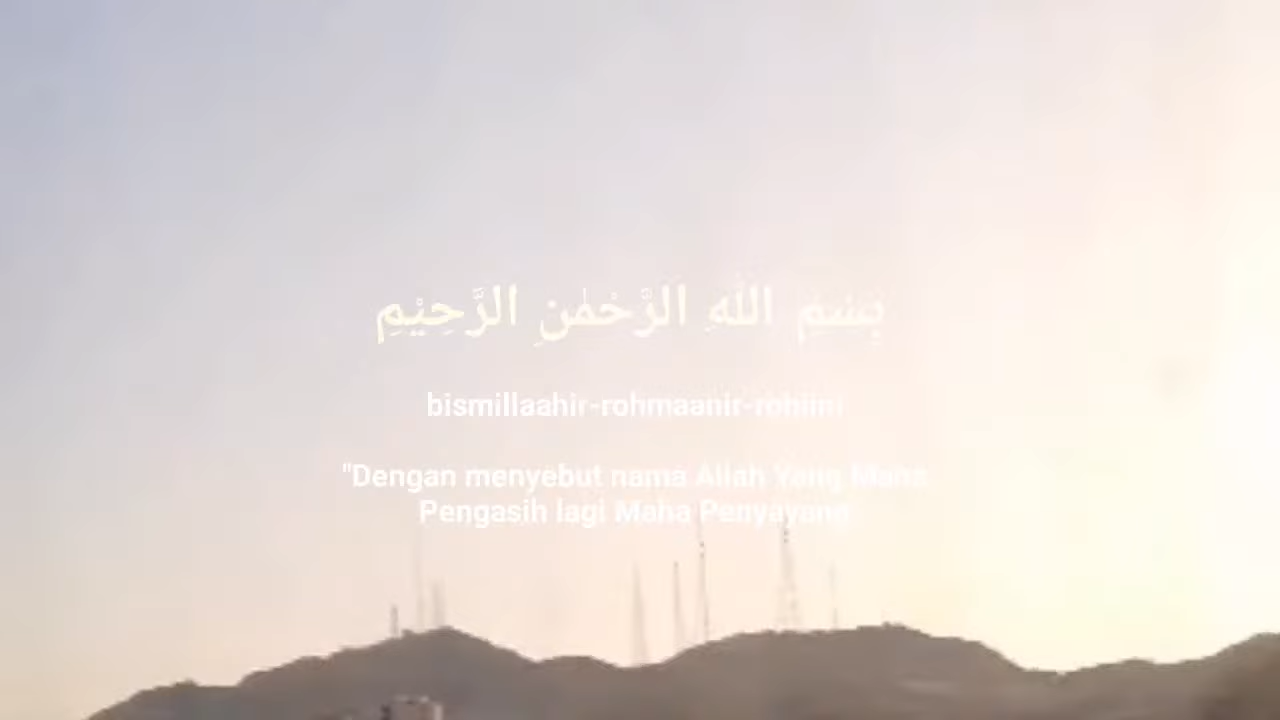 بِسْمِ اللّٰهِ الرَّحْمٰنِ الرَّحِيْمِ
bismillaahir-rohmaanir-rohiim
"Dengan menyebut nama Allah Yang Maha
Pengasih lagi Maha Penyayang